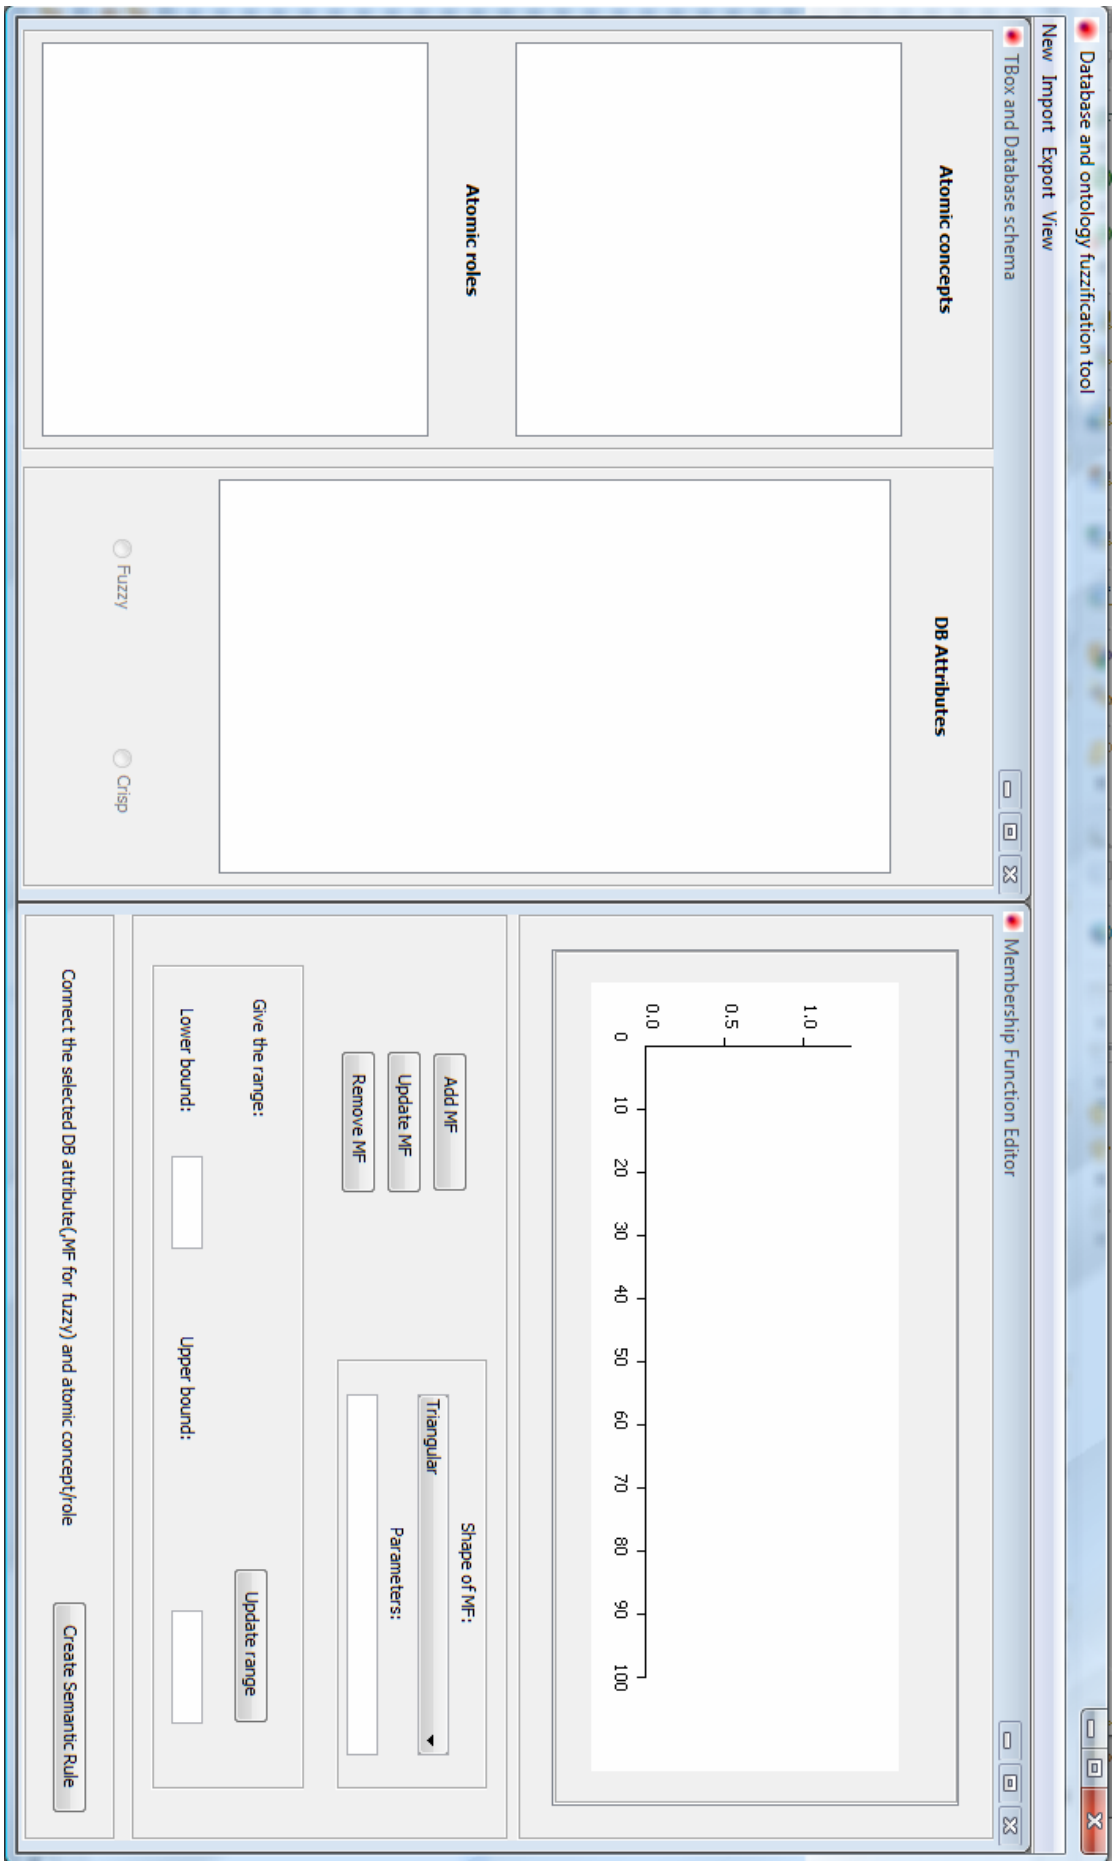 Database and ontology fuzzification tool
New Import Export View
TBox and Database schema
Atomic concepts
Atomic roles
DB Attributes
Fuzzy
Crisp
Membership Function Editor
1.0
0.5
0.0
0 10 20 30 40 50 60 70 80 90 100
Add MF
Update MF
Remove MF
Shape of MF:
Triangular
Parameters:
Give the range:
Update range
Lower bound:
Upper bound:
Connect the selected DB attribute(,MF for fuzzy) and atomic concept/role
Create Semantic Rule